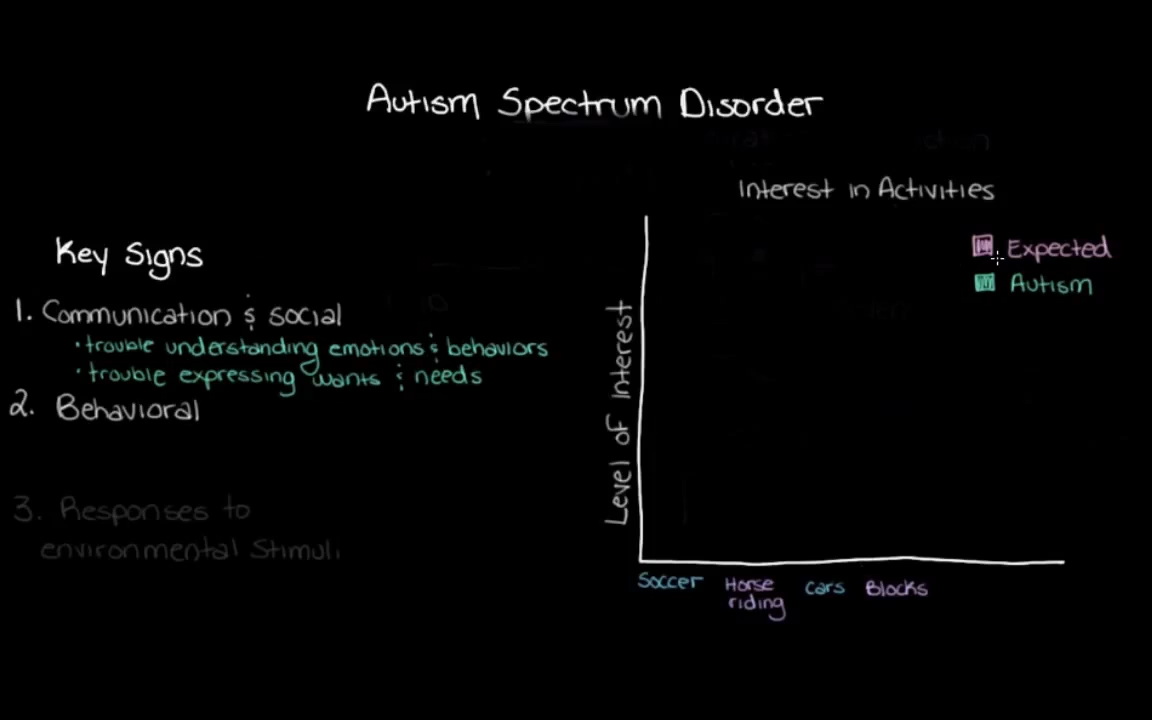 Autism Spectrum Disorder
Interest in Activities
Key Signs
Expected
Autism
1. Communication & social
• trouble understanding emotions & behaviors
• trouble expressing wants & needs
2. Behavioral
3. Responses to
environmental Stimuli
Level of Interest
Soccer Horse riding Cars Blocks